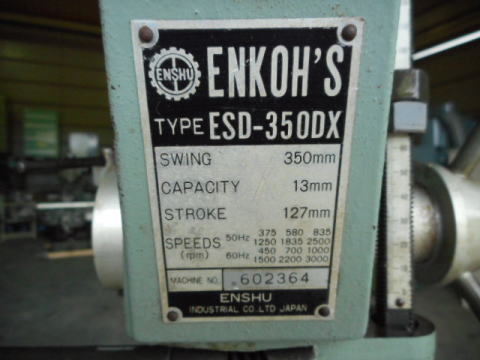 ENSHU
ENKOH'S
TYPE ESD-350DX
SWING 350mm
CAPACITY 13mm
STROKE 127mm
SPEEDS (rpm)
50Hz 375 580 835
1250 1835 2500
60Hz 450 700 1000
1500 2200 3000
MACHINE NO. 602364
ENSHU
INDUSTRIAL CO. LTD JAPAN